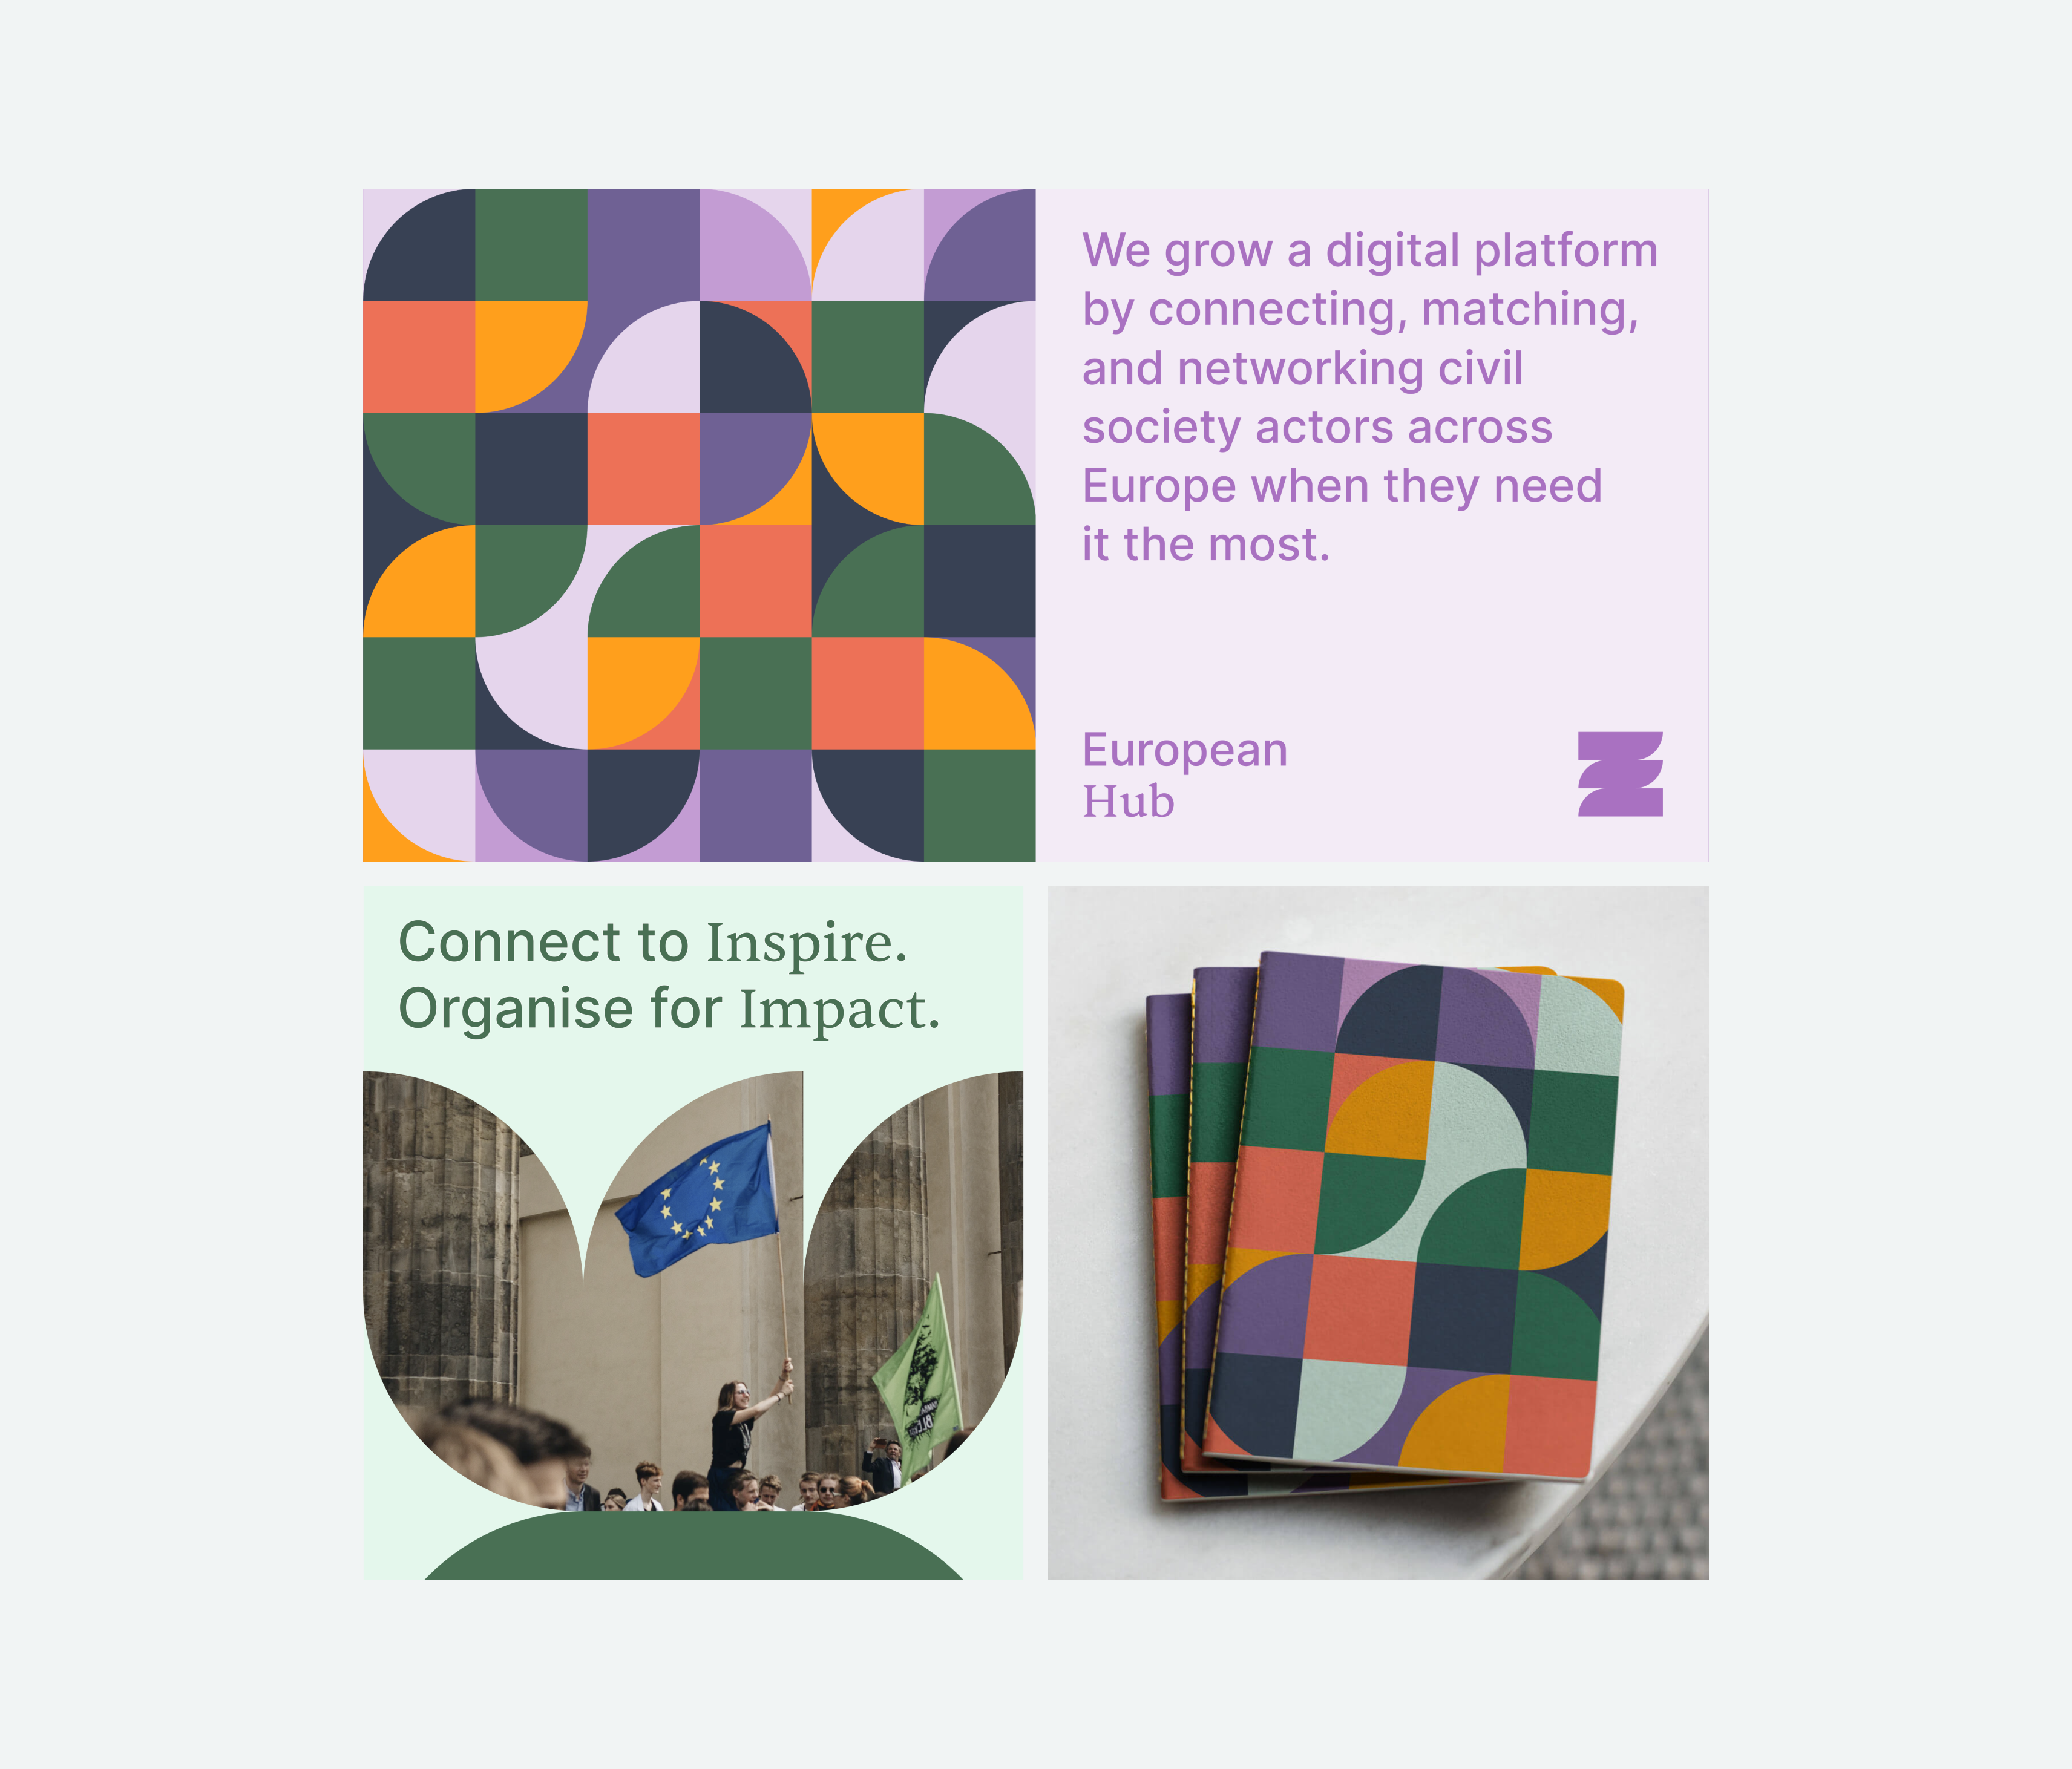 We grow a digital platform
by connecting, matching,
and networking civil
society actors across
Europe when they need
it the most.
European
Hub
Connect to Inspire.
Organise for Impact.